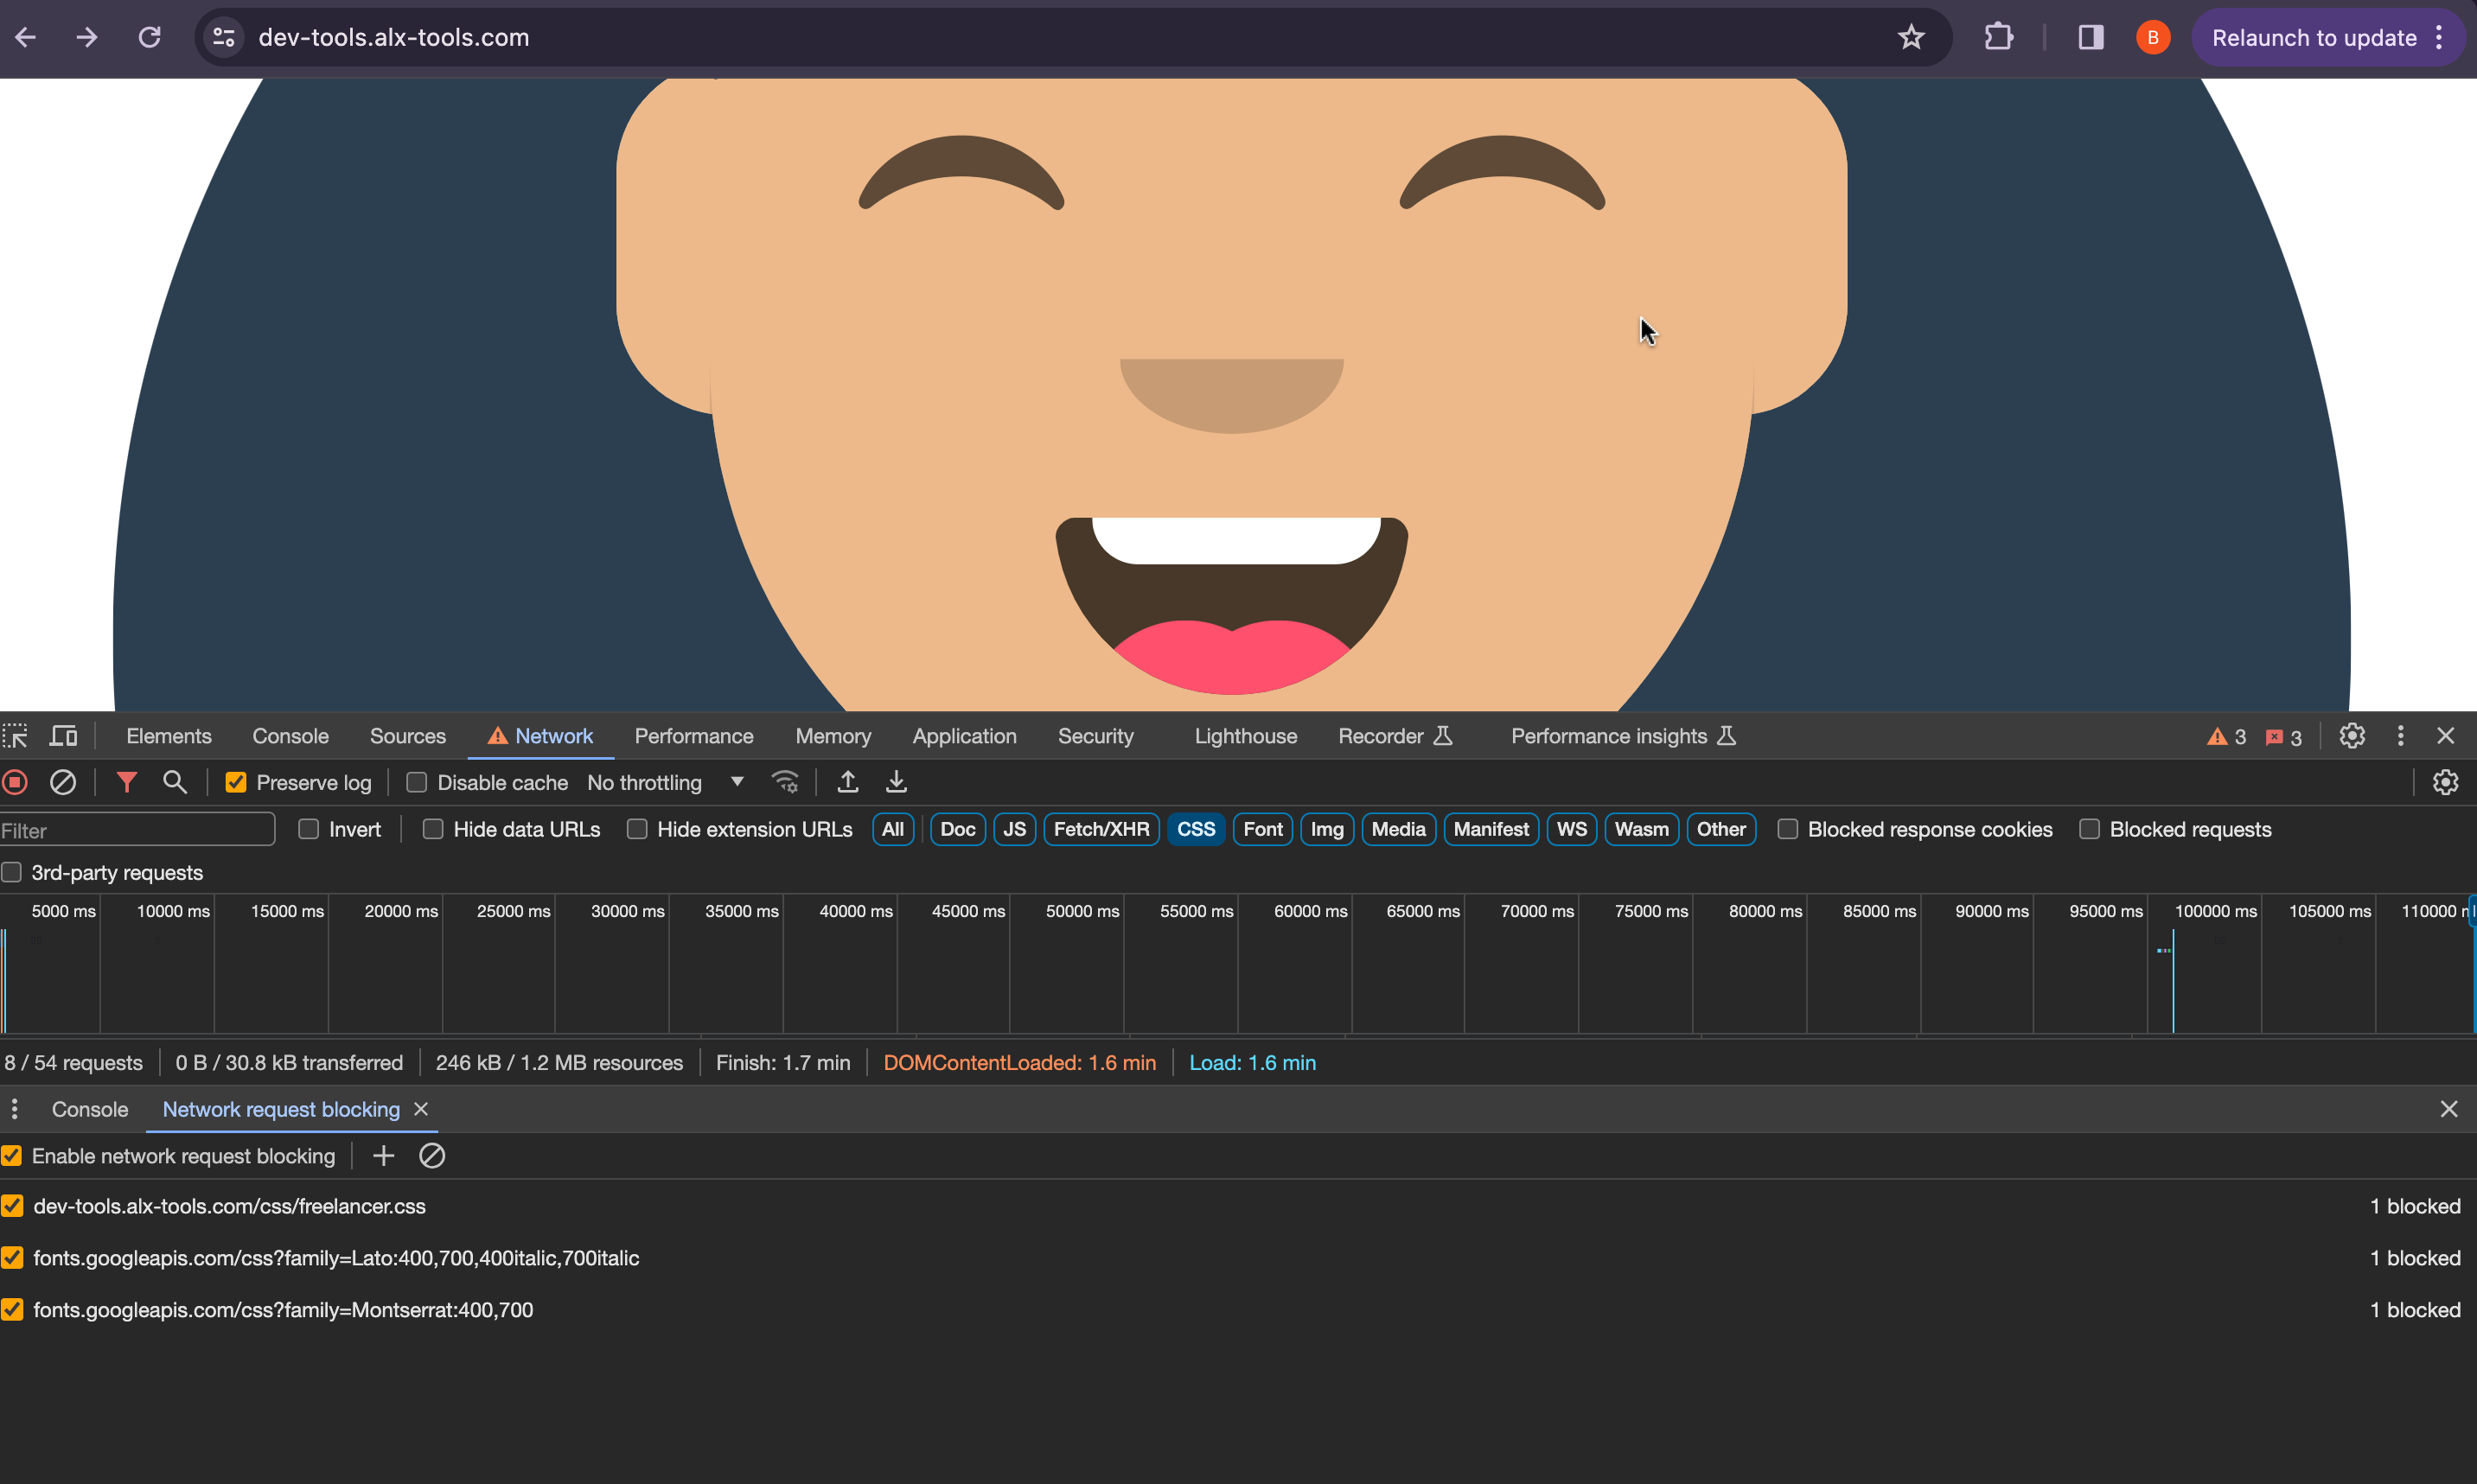 dev-tools.alx-tools.com B Relaunch to update
Elements Console Sources Network Performance Memory Application Security Lighthouse Recorder Performance insights 3 3
Preserve log Disable cache No throttling
Filter Invert Hide data URLs Hide extension URLs All Doc JS Fetch/XHR CSS Font Img Media Manifest WS Wasm Other Blocked response cookies Blocked requests
3rd-party requests
5000 ms 10000 ms 15000 ms 20000 ms 25000 ms 30000 ms 35000 ms 40000 ms 45000 ms 50000 ms 55000 ms 60000 ms 65000 ms 70000 ms 75000 ms 80000 ms 85000 ms 90000 ms 95000 ms 100000 ms 105000 ms 110000
8 / 54 requests 0 B / 30.8 kB transferred 246 kB / 1.2 MB resources Finish: 1.7 min DOMContentLoaded: 1.6 min Load: 1.6 min
Console Network request blocking
Enable network request blocking
dev-tools.alx-tools.com/css/freelancer.css 1 blocked
fonts.googleapis.com/css?family=Lato:400,700,400italic,700italic 1 blocked
fonts.googleapis.com/css?family=Montserrat:400,700 1 blocked